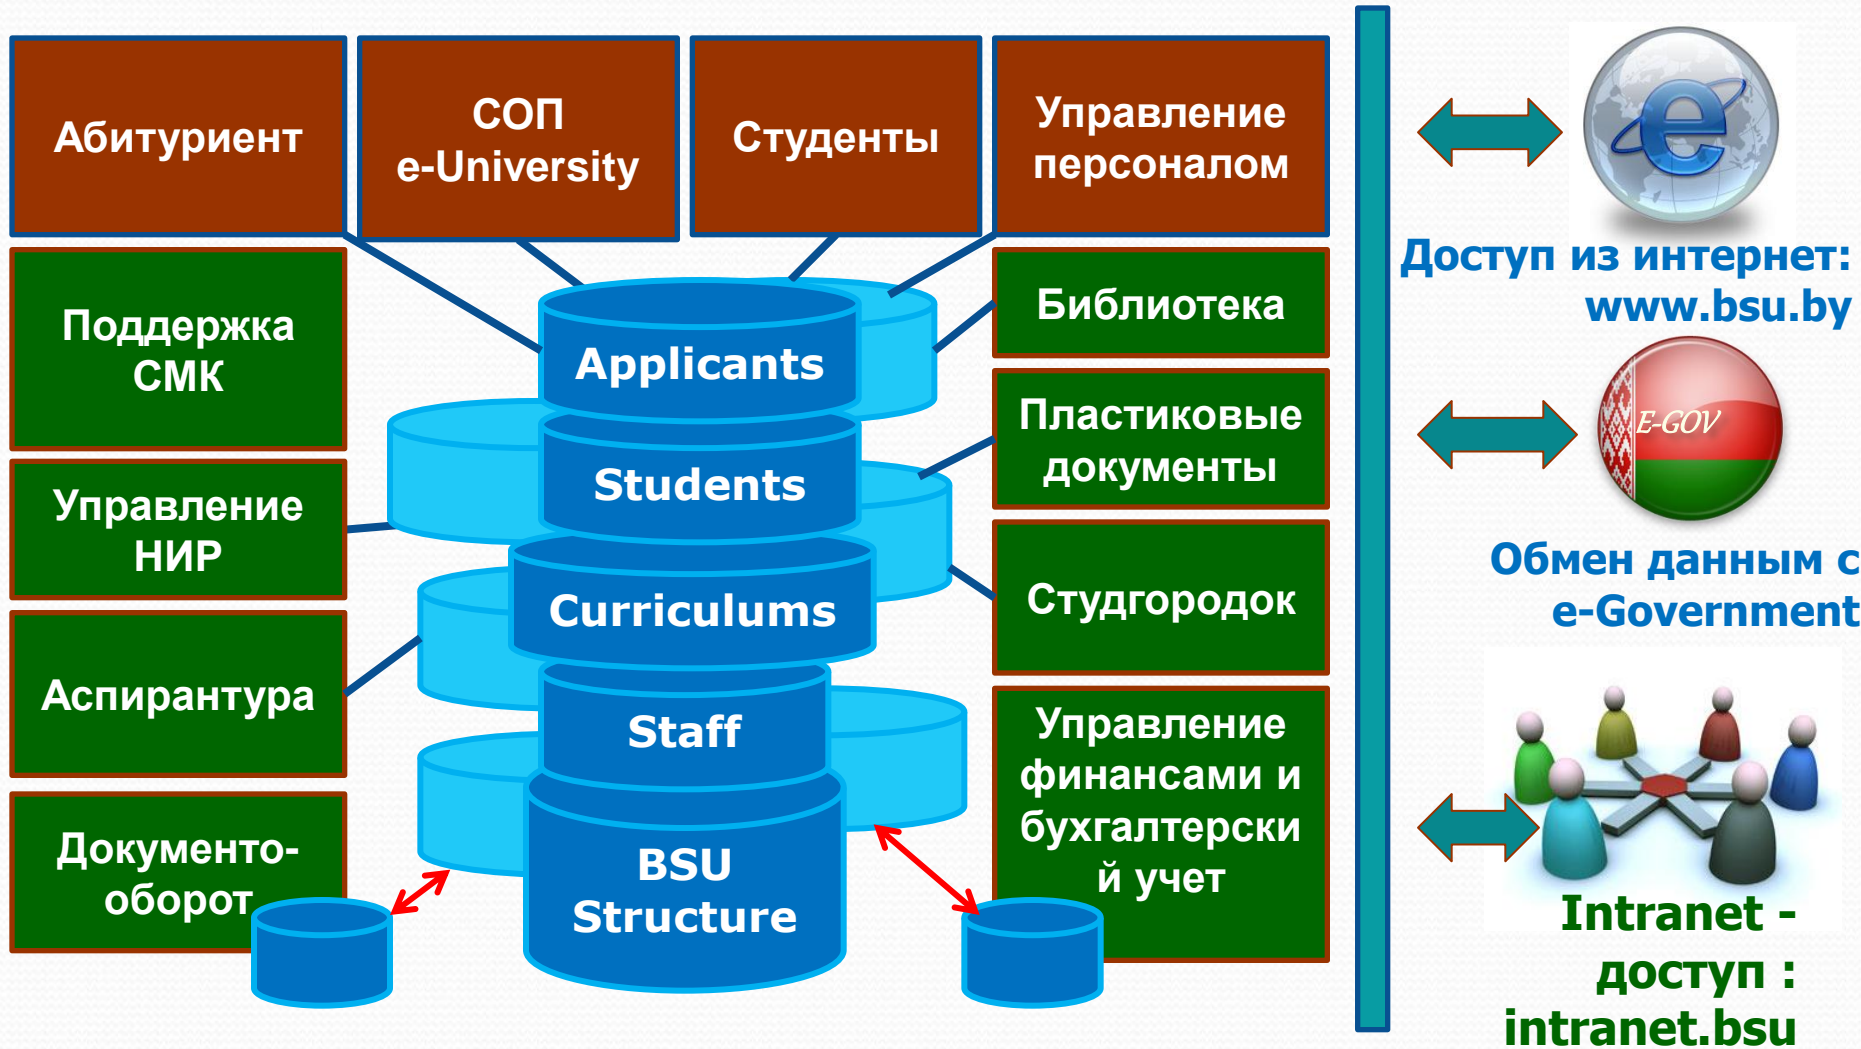 Абитуриент
СОП
e-University
Студенты
Управление
персоналом
Поддержка
СМК
Управление
НИР
Аспирантура
Документо-
оборот
Applicants
Students
Curriculums
Staff
BSU
Structure
Библиотека
Пластиковые
документы
Студгородок
Управление
финансами и
бухгалтерски
й учет
e
Доступ из интернет:
www.bsu.by
E-GOV
Обмен данным с
e-Government
Intranet -
доступ :
intranet.bsu